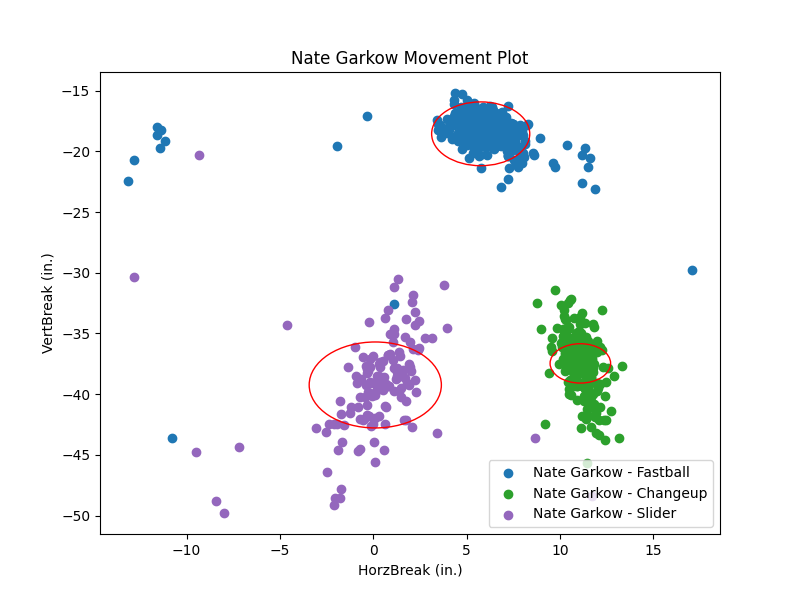 Nate Garkow Movement Plot
−15
−20
−25
−30
−35
−40
−45
−50
VertBreak (in.)
−10
−5
0
5
10
15
HorzBreak (in.)
Nate Garkow - Fastball
Nate Garkow - Changeup
Nate Garkow - Slider